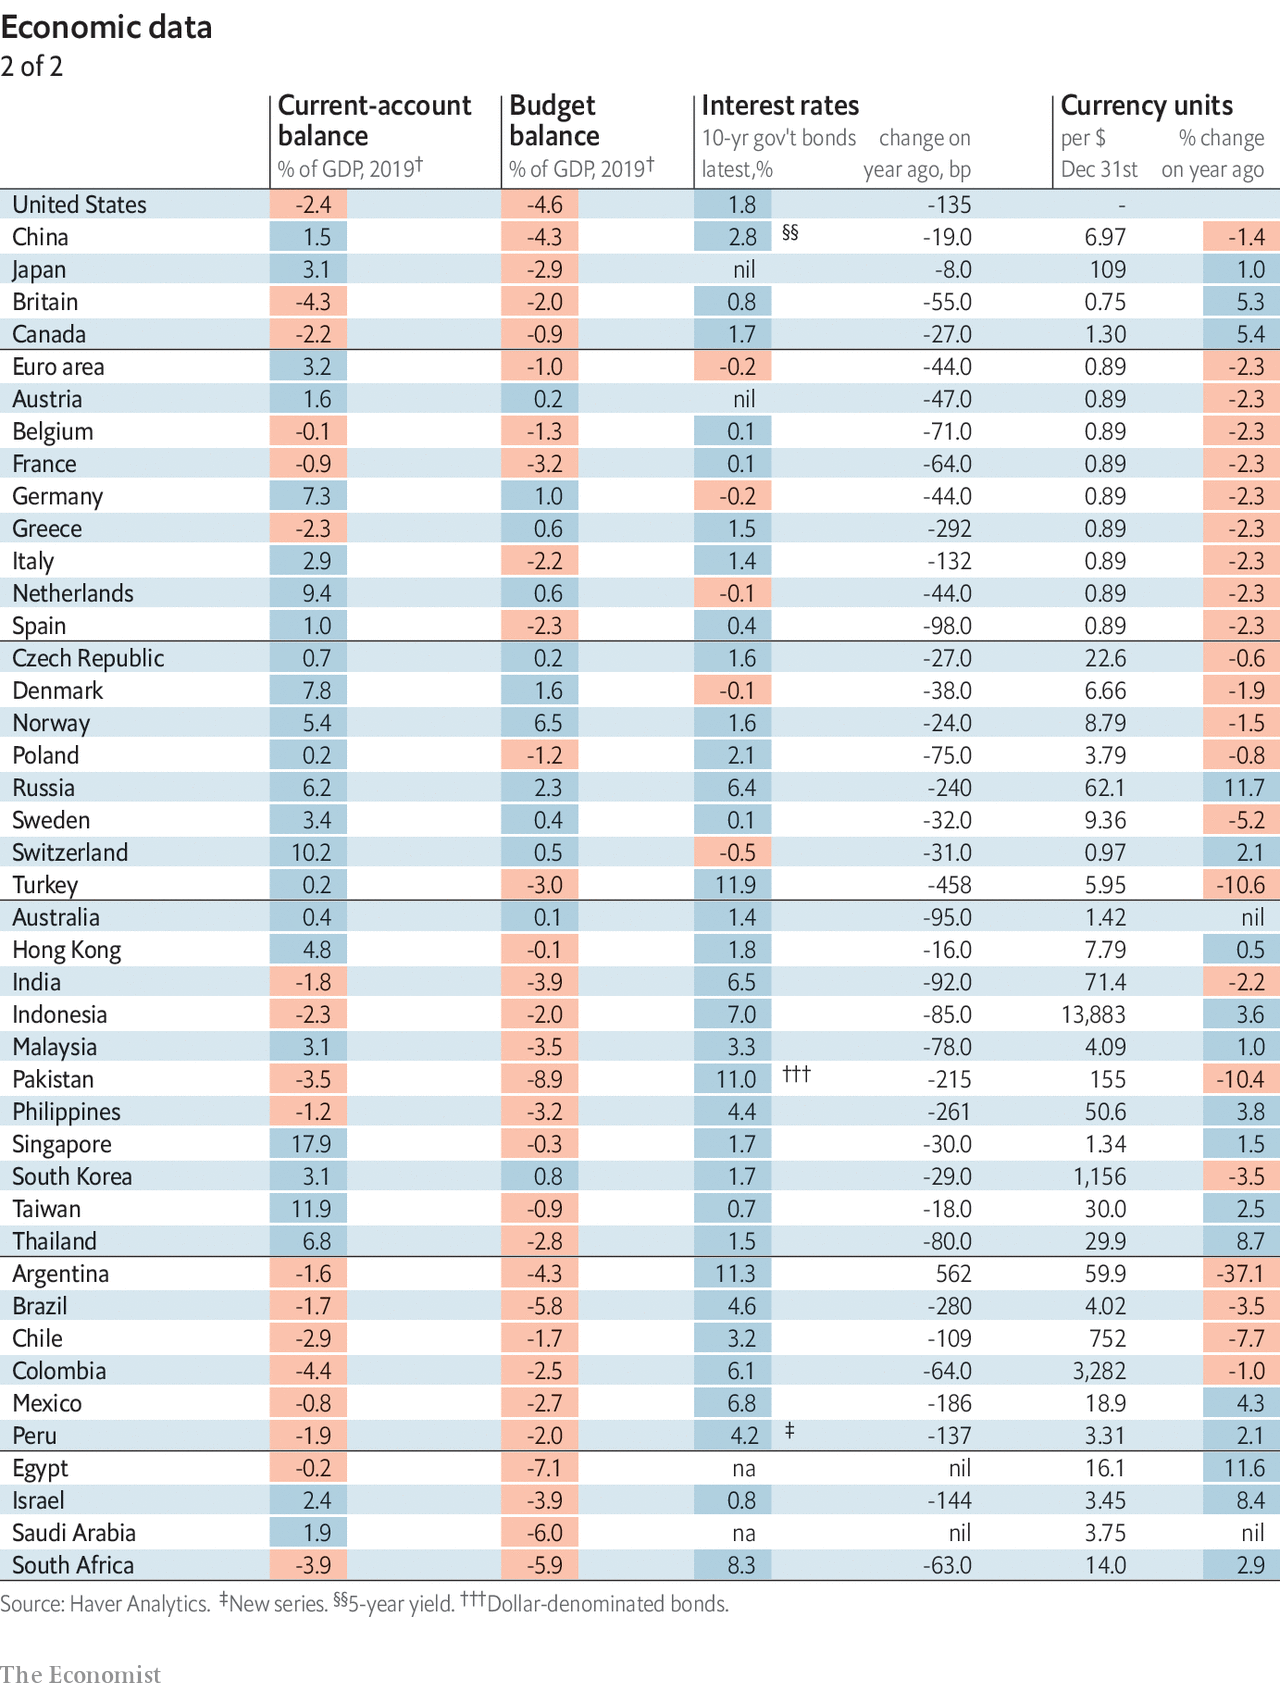 Economic data
2 of 2
Current-account balance % of GDP, 2019† Budget balance % of GDP, 2019† Interest rates 10-yr gov't bonds latest,% change on year ago, bp Currency units per $ Dec 31st % change on year ago
United States -2.4 -4.6 1.8 -135 -
China 1.5 -4.3 2.8 §§ -19.0 6.97 -1.4
Japan 3.1 -2.9 nil -8.0 109 1.0
Britain -4.3 -2.0 0.8 -55.0 0.75 5.3
Canada -2.2 -0.9 1.7 -27.0 1.30 5.4
Euro area 3.2 -1.0 -0.2 -44.0 0.89 -2.3
Austria 1.6 0.2 nil -47.0 0.89 -2.3
Belgium -0.1 -1.3 0.1 -71.0 0.89 -2.3
France -0.9 -3.2 0.1 -64.0 0.89 -2.3
Germany 7.3 1.0 -0.2 -44.0 0.89 -2.3
Greece -2.3 0.6 1.5 -292 0.89 -2.3
Italy 2.9 -2.2 1.4 -132 0.89 -2.3
Netherlands 9.4 0.6 -0.1 -44.0 0.89 -2.3
Spain 1.0 -2.3 0.4 -98.0 0.89 -2.3
Czech Republic 0.7 0.2 1.6 -27.0 22.6 -0.6
Denmark 7.8 1.6 -0.1 -38.0 6.66 -1.9
Norway 5.4 6.5 1.6 -24.0 8.79 -1.5
Poland 0.2 -1.2 2.1 -75.0 3.79 -0.8
Russia 6.2 2.3 6.4 -240 62.1 11.7
Sweden 3.4 0.4 0.1 -32.0 9.36 -5.2
Switzerland 10.2 0.5 -0.5 -31.0 0.97 2.1
Turkey 0.2 -3.0 11.9 -458 5.95 -10.6
Australia 0.4 0.1 1.4 -95.0 1.42 nil
Hong Kong 4.8 -0.1 1.8 -16.0 7.79 0.5
India -1.8 -3.9 6.5 -92.0 71.4 -2.2
Indonesia -2.3 -2.0 7.0 -85.0 13,883 3.6
Malaysia 3.1 -3.5 3.3 -78.0 4.09 1.0
Pakistan -3.5 -8.9 11.0 ††† -215 155 -10.4
Philippines -1.2 -3.2 4.4 -261 50.6 3.8
Singapore 17.9 -0.3 1.7 -30.0 1.34 1.5
South Korea 3.1 0.8 1.7 -29.0 1,156 -3.5
Taiwan 11.9 -0.9 0.7 -18.0 30.0 2.5
Thailand 6.8 -2.8 1.5 -80.0 29.9 8.7
Argentina -1.6 -4.3 11.3 562 59.9 -37.1
Brazil -1.7 -5.8 4.6 -280 4.02 -3.5
Chile -2.9 -1.7 3.2 -109 752 -7.7
Colombia -4.4 -2.5 6.1 -64.0 3,282 -1.0
Mexico -0.8 -2.7 6.8 -186 18.9 4.3
Peru -1.9 -2.0 4.2 ‡ -137 3.31 2.1
Egypt -0.2 -7.1 na nil 16.1 11.6
Israel 2.4 -3.9 0.8 -144 3.45 8.4
Saudi Arabia 1.9 -6.0 na nil 3.75 nil
South Africa -3.9 -5.9 8.3 -63.0 14.0 2.9
Source: Haver Analytics. ‡New series. §§5-year yield. †††Dollar-denominated bonds.
The Economist